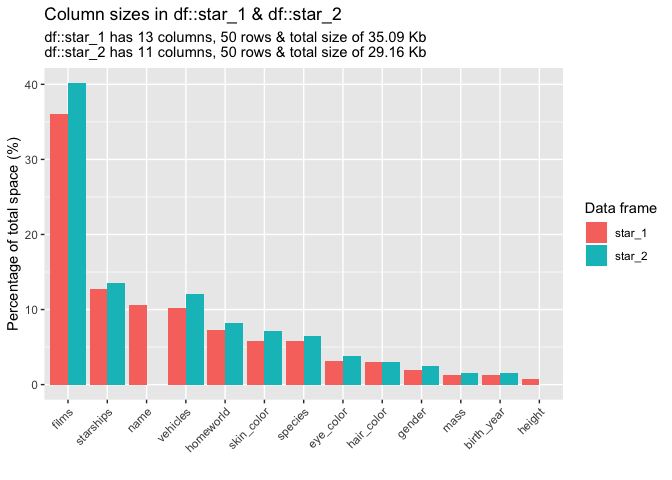 Column sizes in df::star_1 & df::star_2
df::star_1 has 13 columns, 50 rows & total size of 35.09 Kb
df::star_2 has 11 columns, 50 rows & total size of 29.16 Kb
Percentage of total space (%)
40
30
20
10
0
films
starships
name
vehicles
homeworld
skin_color
species
eye_color
hair_color
gender
mass
birth_year
height
Data frame
star_1
star_2